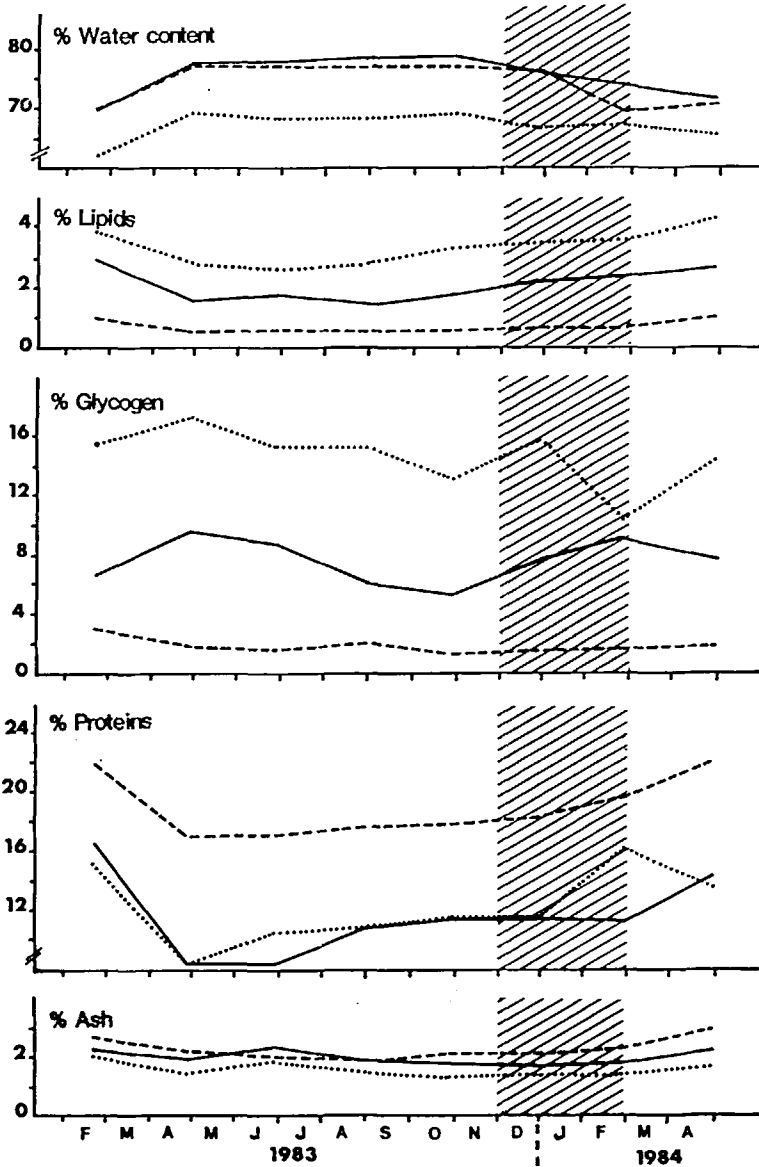 % Water content
80
70
% Lipids
4
2
0
% Glycogen
16
12
8
4
0
% Proteins
24
20
16
12
% Ash
2
0
F M A M J J A S O N D J F M A
1983 1984